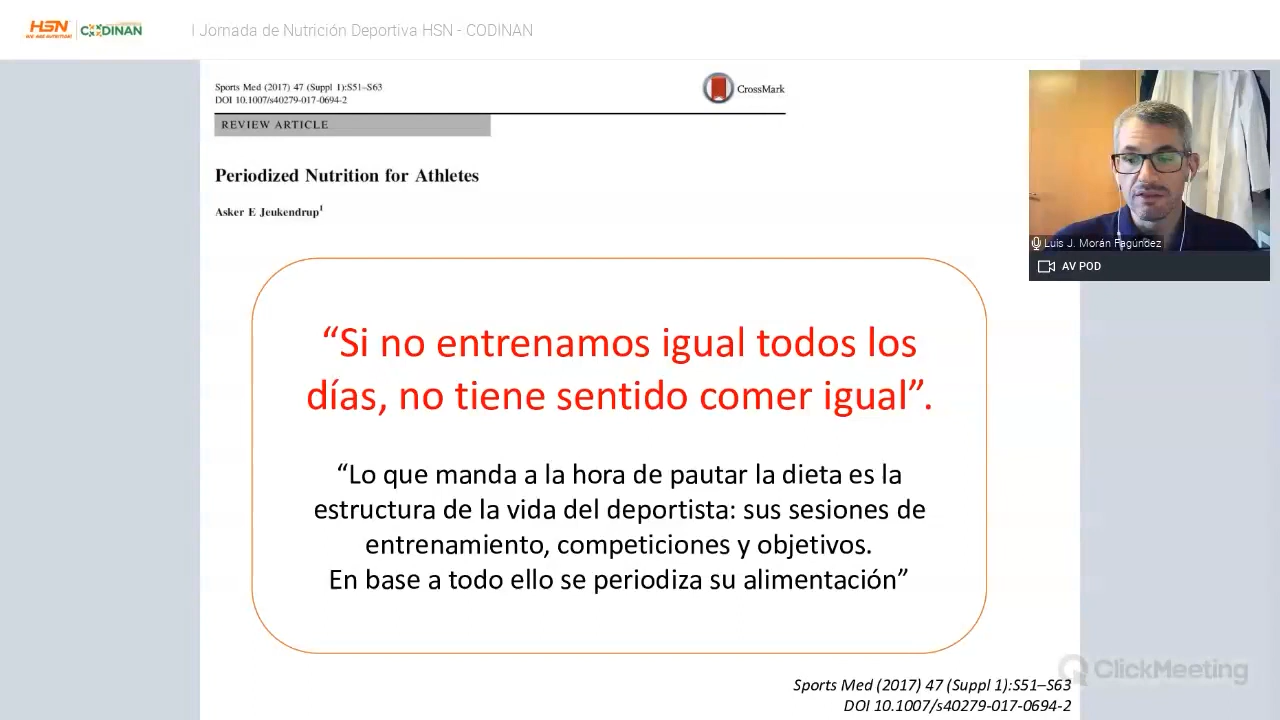 HSN
CODINAN
I Jornada de Nutrición Deportiva HSN - CODINAN
Sports Med (2017) 47 (Suppl 1):S51–S63
DOI 10.1007/s40279-017-0694-2
CrossMark
REVIEW ARTICLE
Periodized Nutrition for Athletes
Asker E Jeukendrup1
Luis J. Morán Fagúndez
AV POD
“Si no entrenamos igual todos los
días, no tiene sentido comer igual”.
“Lo que manda a la hora de pautar la dieta es la
estructura de la vida del deportista: sus sesiones de
entrenamiento, competiciones y objetivos.
En base a todo ello se periodiza su alimentación”
ClickMeeting
Sports Med (2017) 47 (Suppl 1):S51–S63
DOI 10.1007/s40279-017-0694-2